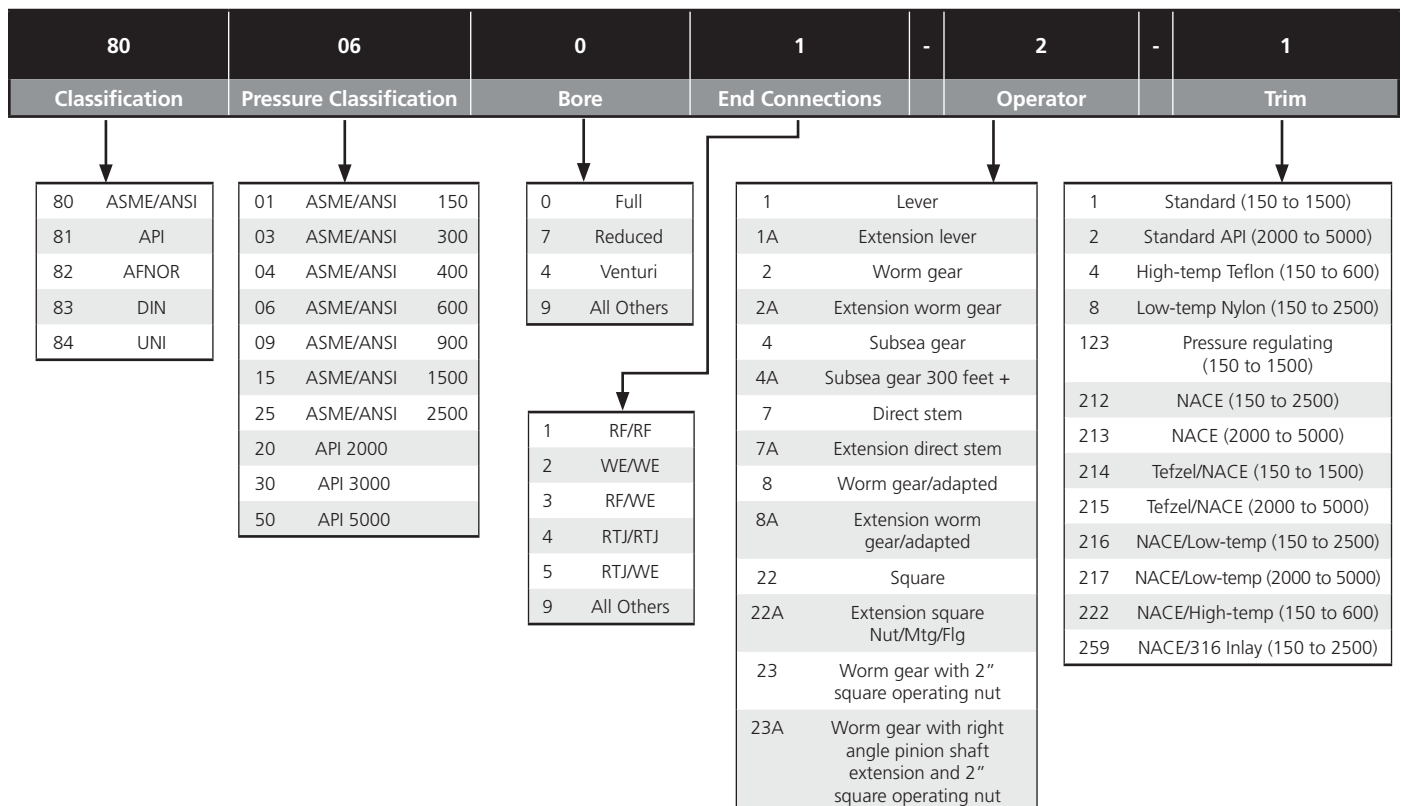 80 06 0 1 - 2 - 1
Classification Pressure Classification Bore End Connections Operator Trim
80 ASME/ANSI
81 API
82 AFNOR
83 DIN
84 UNI
01 ASME/ANSI 150
03 ASME/ANSI 300
04 ASME/ANSI 400
06 ASME/ANSI 600
09 ASME/ANSI 900
15 ASME/ANSI 1500
25 ASME/ANSI 2500
20 API 2000
30 API 3000
50 API 5000
0 Full
7 Reduced
4 Venturi
9 All Others
1 RF/RF
2 WE/WE
3 RF/WE
4 RTJ/RTJ
5 RTJ/WE
9 All Others
1 Lever
1A Extension lever
2 Worm gear
2A Extension worm gear
4 Subsea gear
4A Subsea gear 300 feet +
7 Direct stem
7A Extension direct stem
8 Worm gear/adapted
8A Extension worm
gear/adapted
22 Square
22A Extension square
Nut/Mtg/Flg
23 Worm gear with 2”
square operating nut
23A Worm gear with right
angle pinion shaft
extension and 2”
square operating nut
1 Standard (150 to 1500)
2 Standard API (2000 to 5000)
4 High-temp Teflon (150 to 600)
8 Low-temp Nylon (150 to 2500)
123 Pressure regulating
(150 to 1500)
212 NACE (150 to 2500)
213 NACE (2000 to 5000)
214 Tefzel/NACE (150 to 1500)
215 Tefzel/NACE (2000 to 5000)
216 NACE/Low-temp (150 to 2500)
217 NACE/Low-temp (2000 to 5000)
222 NACE/High-temp (150 to 600)
259 NACE/316 Inlay (150 to 2500)